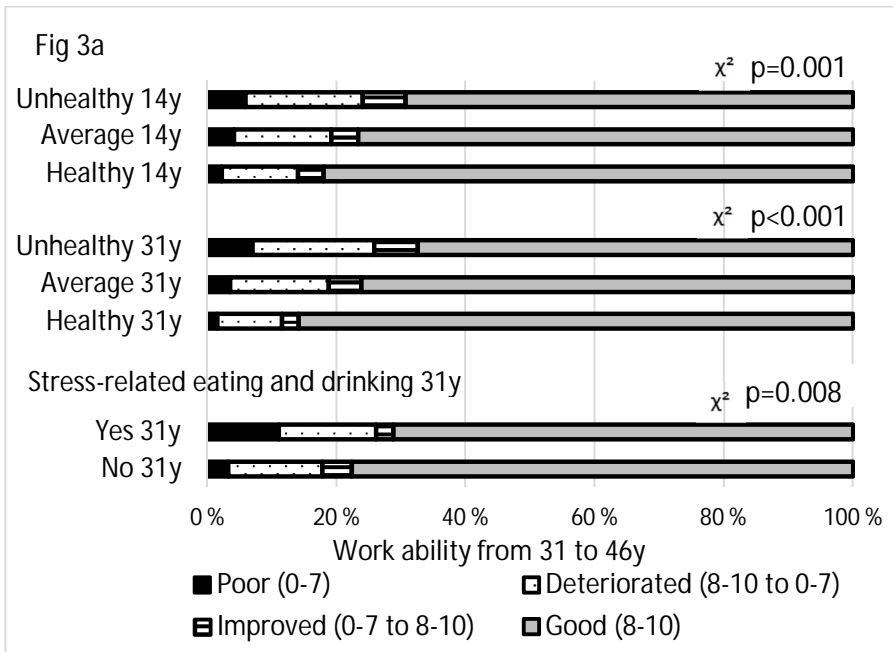 Fig 3a
χ² p=0.001
Unhealthy 14y
Average 14y
Healthy 14y
χ² p<0.001
Unhealthy 31y
Average 31y
Healthy 31y
Stress-related eating and drinking 31y
χ² p=0.008
Yes 31y
No 31y
0 % 20 % 40 % 60 % 80 % 100 %
Work ability from 31 to 46y
Poor (0-7) Deteriorated (8-10 to 0-7)
Improved (0-7 to 8-10) Good (8-10)